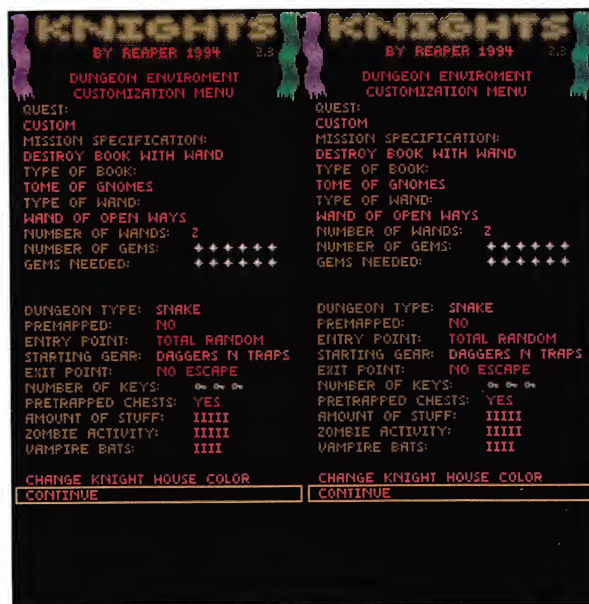 KNIGHTS
BY REAPER 1994 2.3
DUNGEON ENVIROMENT
CUSTOMIZATION MENU
QUEST:
CUSTOM
MISSION SPECIFICATION:
DESTROY BOOK WITH WAND
TYPE OF BOOK:
TOME OF GNOMES
TYPE OF WAND:
WAND OF OPEN WAYS
NUMBER OF WANDS: 2
NUMBER OF GEMS:
GEMS NEEDED:
DUNGEON TYPE: SNAKE
PREMAPPED: NO
ENTRY POINT: TOTAL RANDOM
STARTING GEAR: DAGGERS N TRAPS
EXIT POINT: NO ESCAPE
NUMBER OF KEYS:
PRETRAPPED CHESTS: YES
AMOUNT OF STUFF: IIIII
ZOMBIE ACTIVITY: IIIII
VAMPIRE BATS: IIII
CHANGE KNIGHT HOUSE COLOR
CONTINUE
KNIGHTS
BY REAPER 1994 2.3
DUNGEON ENVIROMENT
CUSTOMIZATION MENU
QUEST:
CUSTOM
MISSION SPECIFICATION:
DESTROY BOOK WITH WAND
TYPE OF BOOK:
TOME OF GNOMES
TYPE OF WAND:
WAND OF OPEN WAYS
NUMBER OF WANDS: 2
NUMBER OF GEMS:
GEMS NEEDED:
DUNGEON TYPE: SNAKE
PREMAPPED: NO
ENTRY POINT: TOTAL RANDOM
STARTING GEAR: DAGGERS N TRAPS
EXIT POINT: NO ESCAPE
NUMBER OF KEYS:
PRETRAPPED CHESTS: YES
AMOUNT OF STUFF: IIIII
ZOMBIE ACTIVITY: IIIII
VAMPIRE BATS: IIII
CHANGE KNIGHT HOUSE COLOR
CONTINUE